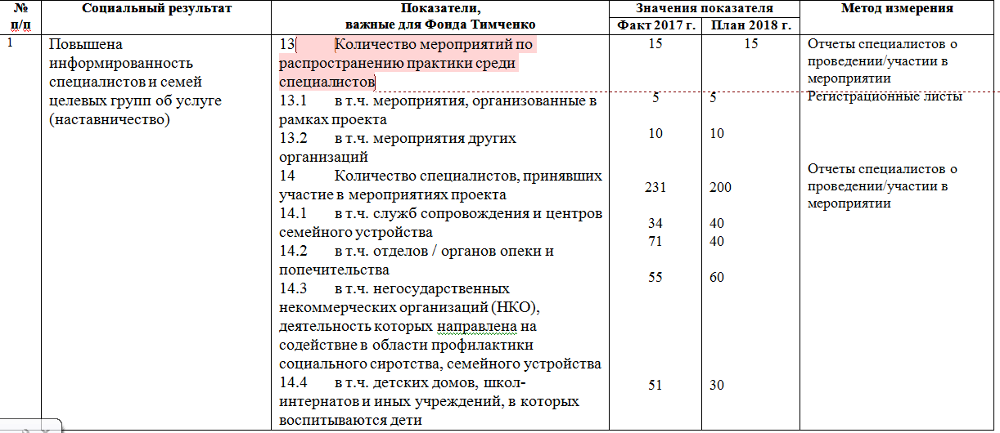 № п/п
Социальный результат
Показатели,
важные для Фонда Тимченко
Значения показателя
Факт 2017 г.
План 2018 г.
Метод измерения
1
Повышена
информированность
специалистов и семей
целевых групп об услуге
(наставничество)
13 Количество мероприятий по
распространению практики среди
специалистов
13.1 в т.ч. мероприятия, организованные в
рамках проекта
13.2 в т.ч. мероприятия других
организаций
14 Количество специалистов, принявших
участие в мероприятиях проекта
14.1 в т.ч. служб сопровождения и центров
семейного устройства
14.2 в т.ч. отделов / органов опеки и
попечительства
14.3 в т.ч. негосударственных
некоммерческих организаций (НКО),
деятельность которых направлена на
содействие в области профилактики
социального сиротства, семейного устройства
14.4 в т.ч. детских домов, школ-
интернатов и иных учреждений, в которых
воспитываются дети
15
5
10
231
34
71
55
51
15
5
10
200
40
40
60
30
Отчеты специалистов о
проведении/участии в
мероприятии
Регистрационные листы
Отчеты специалистов о
проведении/участии в
мероприятии